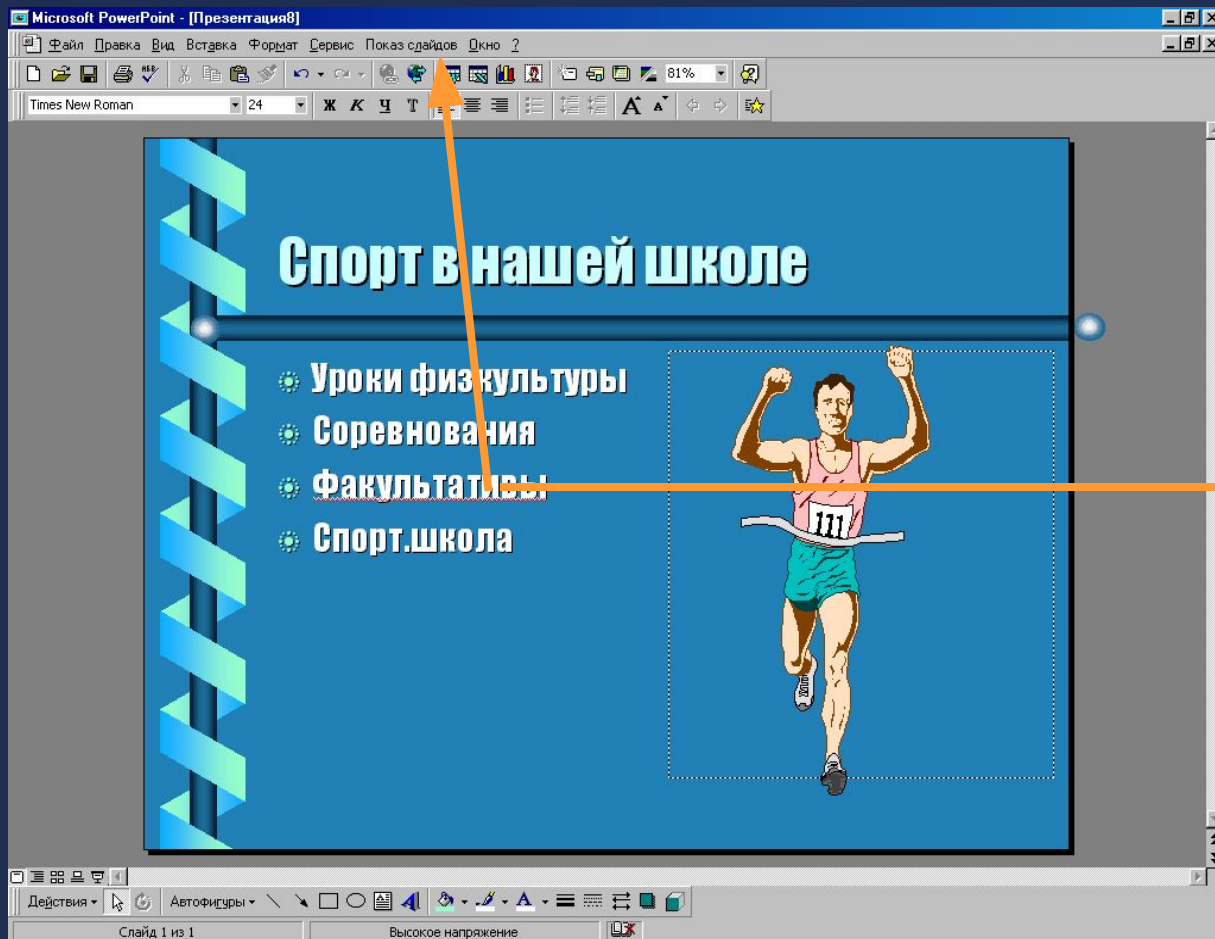 Microsoft PowerPoint - [Презентация8]
Файл Правка Вид Вставка Формат Сервис Показ слайдов Окно ?
81%
Times New Roman 24 Ж К Ч Т
Спорт в нашей школе
Уроки физкультуры
Соревнования
Факультативы
Спорт.школа
111
Действия Автофигуры
Слайд 1 из 1 Высокое напряжение